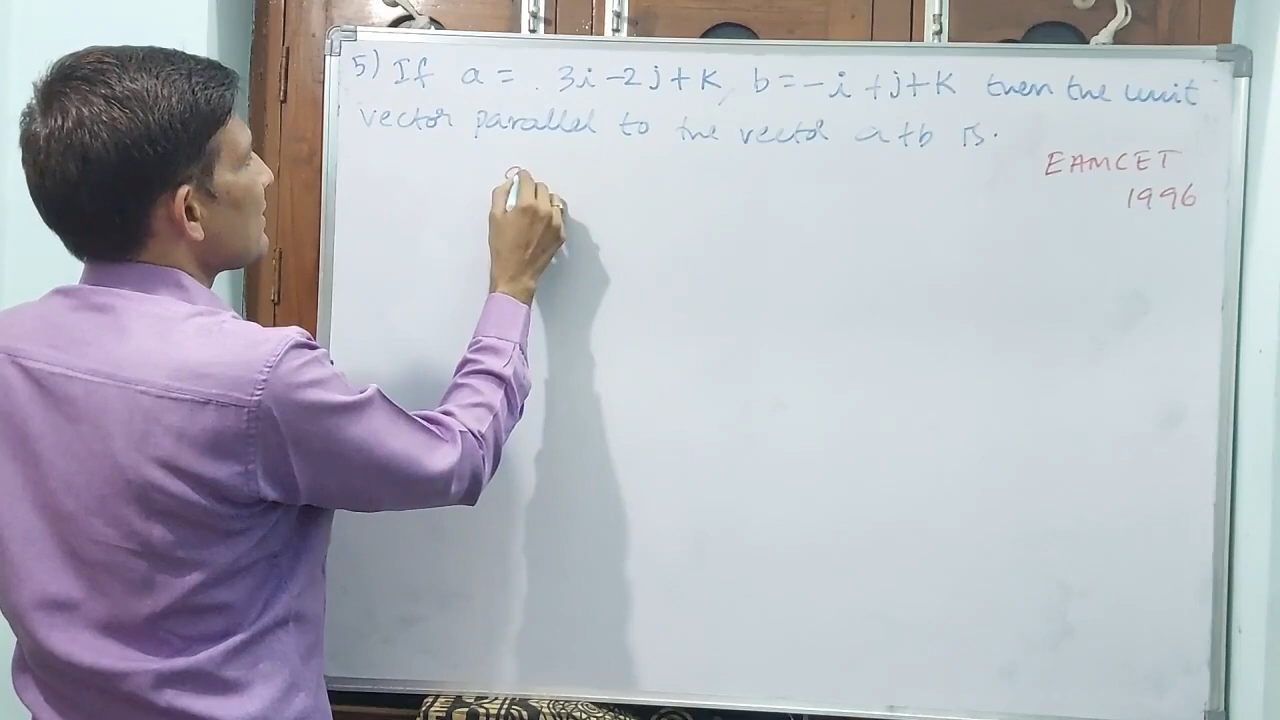 5) If a = 3i-2j+k, b = -i+j+k then the unit
vector parallel to the vector a+b is.
EAMCET
1996